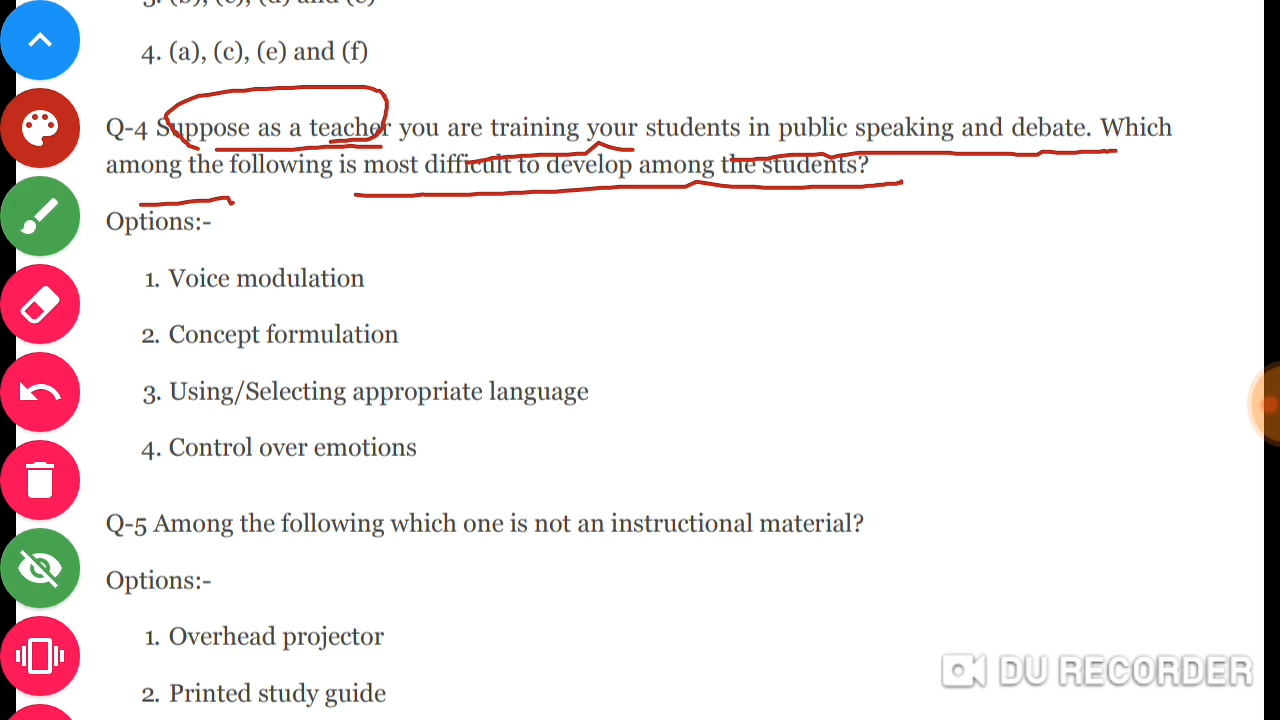 3. (b), (c), (d) and (e)
4. (a), (c), (e) and (f)
Q-4 Suppose as a teacher you are training your students in public speaking and debate. Which
among the following is most difficult to develop among the students?
Options:-
1. Voice modulation
2. Concept formulation
3. Using/Selecting appropriate language
4. Control over emotions
Q-5 Among the following which one is not an instructional material?
Options:-
1. Overhead projector
2. Printed study guide
DU RECORDER